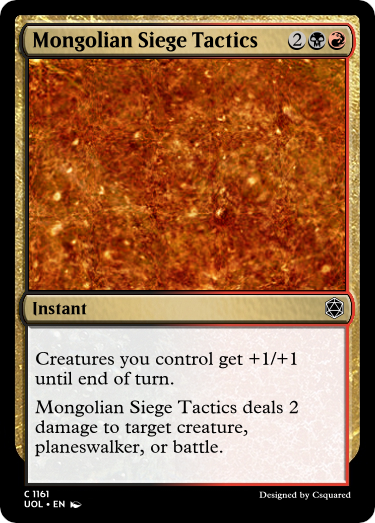 Mongolian Siege Tactics 2
Instant
Creatures you control get +1/+1
until end of turn.
Mongolian Siege Tactics deals 2
damage to target creature,
planeswalker, or battle.
C 1161
UOL • EN
Designed by Csquared